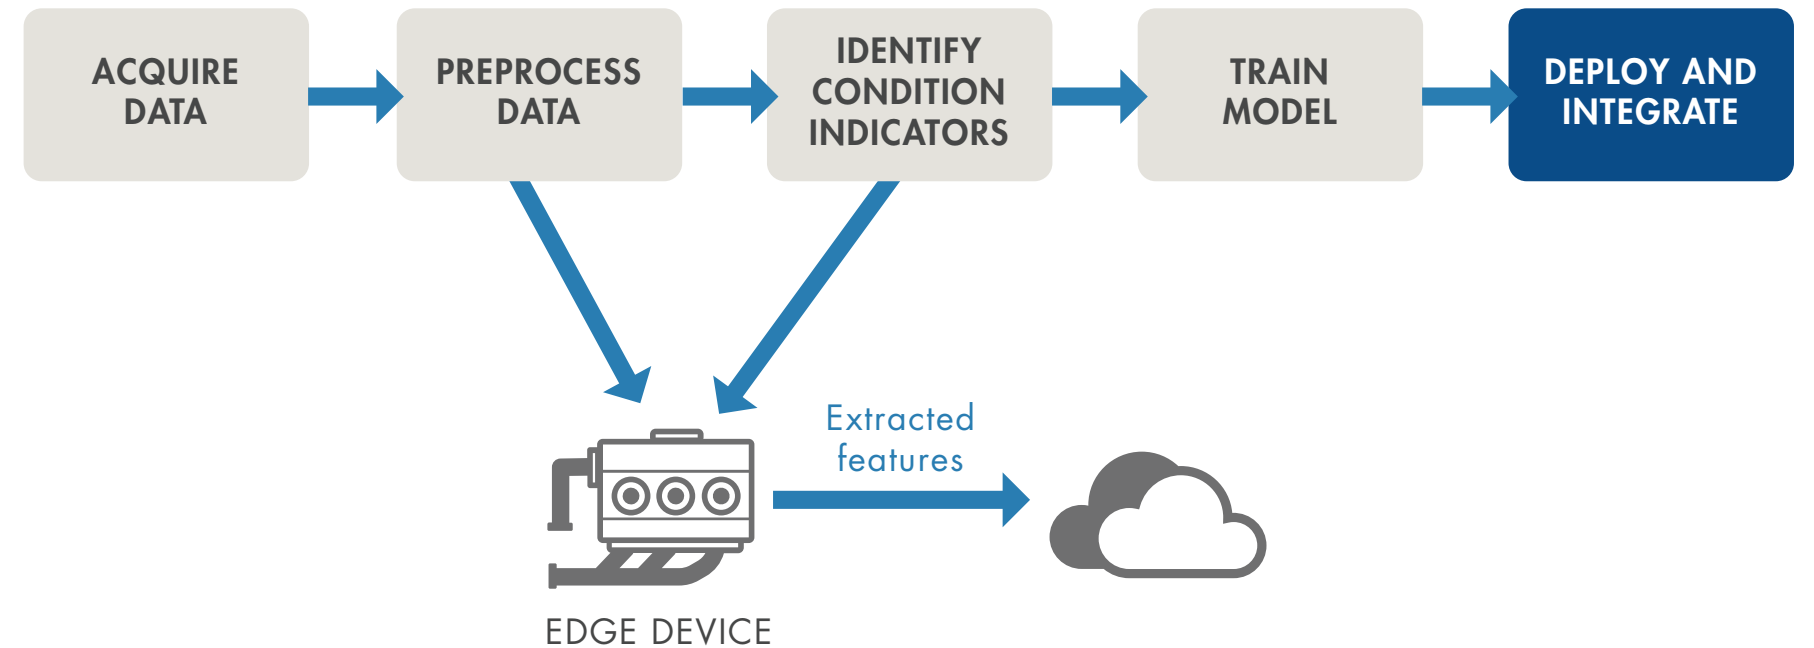 ACQUIRE
DATA
PREPROCESS
DATA
IDENTIFY
CONDITION
INDICATORS
TRAIN
MODEL
DEPLOY AND
INTEGRATE
Extracted
features
EDGE DEVICE